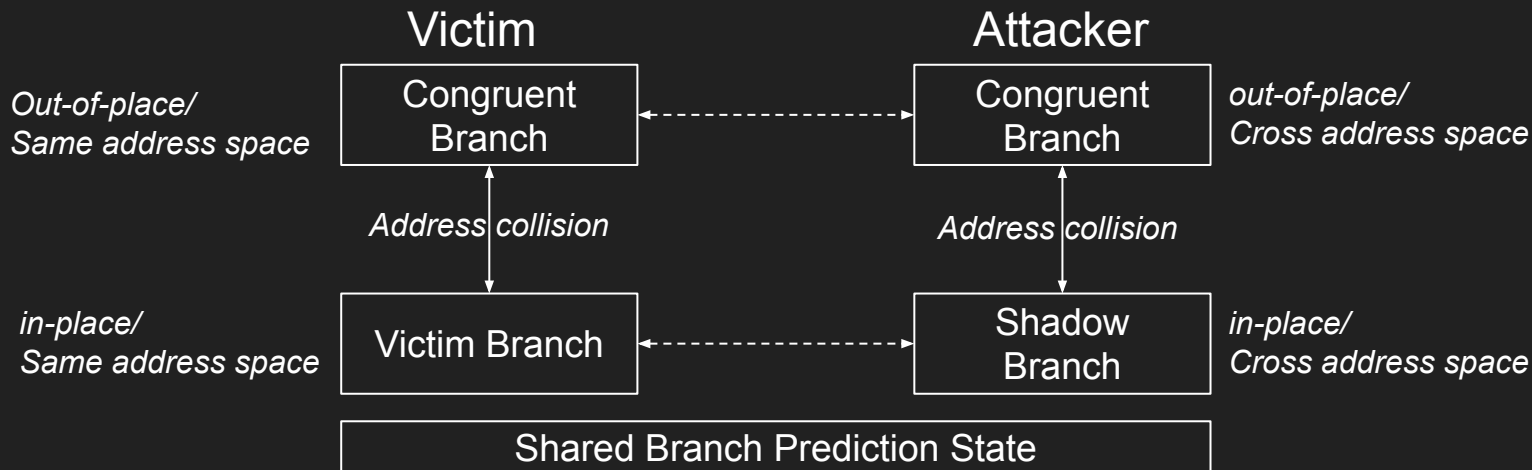 Victim
Attacker
Out-of-place/
Same address space
Congruent
Branch
Congruent
Branch
out-of-place/
Cross address space
Address collision
Address collision
in-place/
Same address space
Victim Branch
Shadow
Branch
in-place/
Cross address space
Shared Branch Prediction State